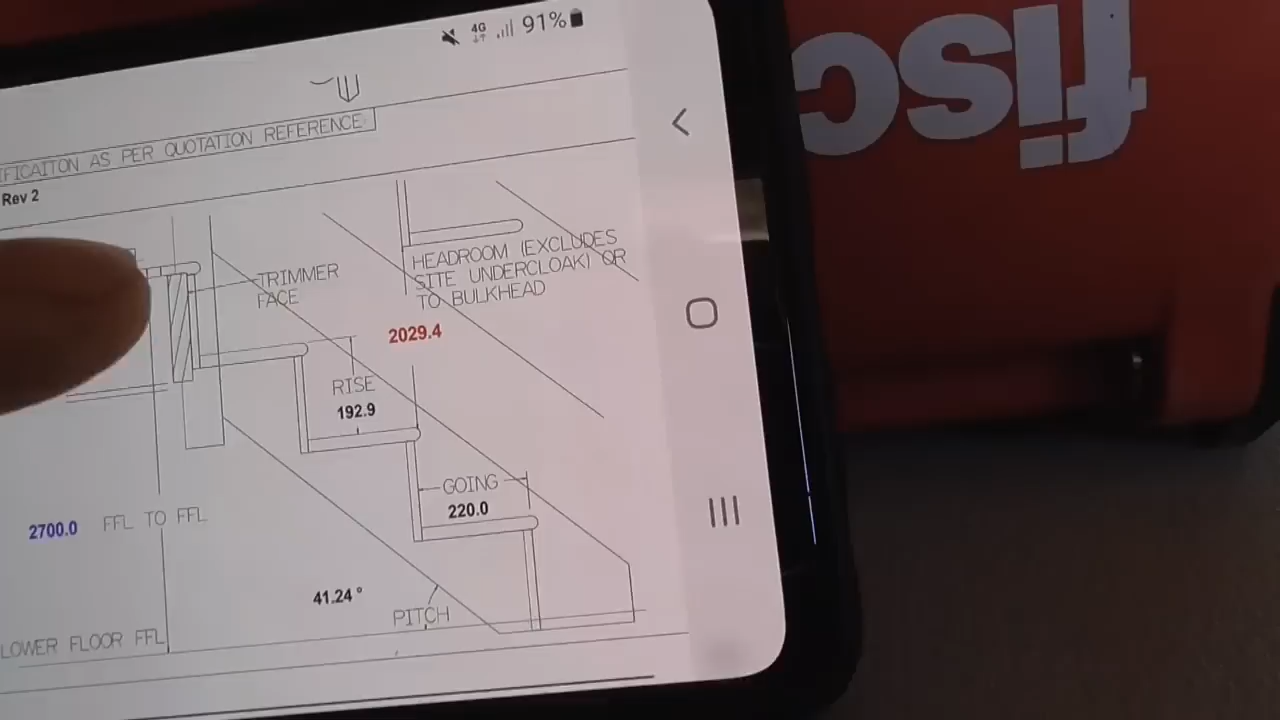 4G 91%
IFICAITON AS PER QUOTATION REFERENCE:
Rev 2
TRIMMER
FACE
HEADROOM (EXCLUDES
SITE UNDERCLOAK) OR
TO BULKHEAD
2029.4
RISE
192.9
GOING
220.0
2700.0 FFL TO FFL
41.24°
PITCH
LOWER FLOOR FFL
fisc